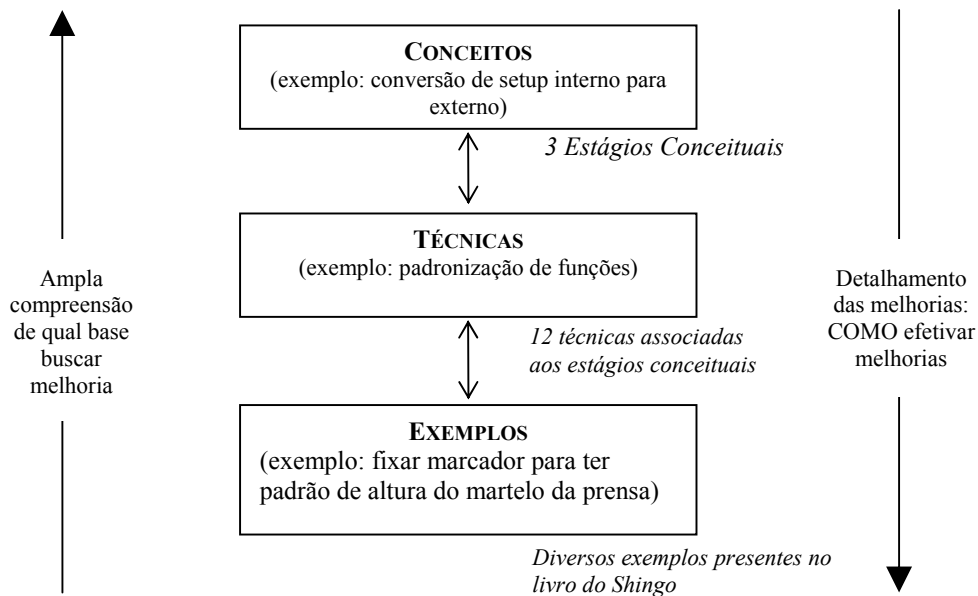 CONCEITOS
(exemplo: conversão de setup interno para
externo)
3 Estágios Conceituais
TÉCNICAS
(exemplo: padronização de funções)
Ampla
compreensão
de qual base
buscar
melhoria
Detalhamento
das melhorias:
COMO efetivar
melhorias
12 técnicas associadas
aos estágios conceituais
EXEMPLOS
(exemplo: fixar marcador para ter
padrão de altura do martelo da prensa)
Diversos exemplos presentes no
livro do Shingo